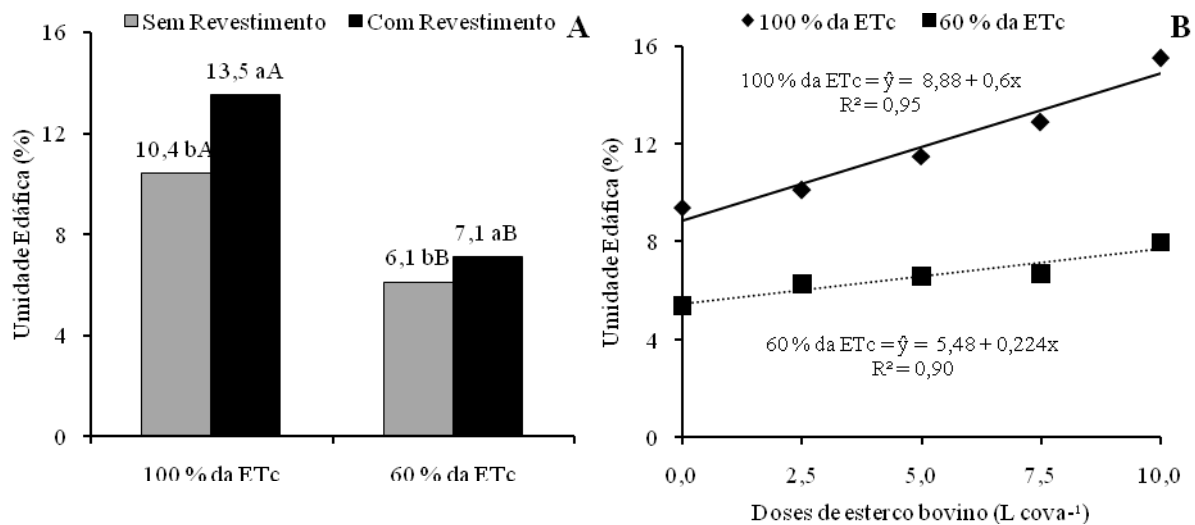 Sem Revestimento Com Revestimento A
Umidade Edáfica (%)
16
12
8
4
0
10,4 bA
13,5 aA
6,1 bB
7,1 aB
100 % da ETc
60 % da ETc
100 % da ETc 60 % da ETc B
Umidade Edáfica (%)
16
12
8
4
0
100 % da ETc = ŷ = 8,88 + 0,6x
R² = 0,95
60 % da ETc = ŷ = 5,48 + 0,224x
R² = 0,90
0,0 2,5 5,0 7,5 10,0
Doses de esterco bovino (L cova-¹)